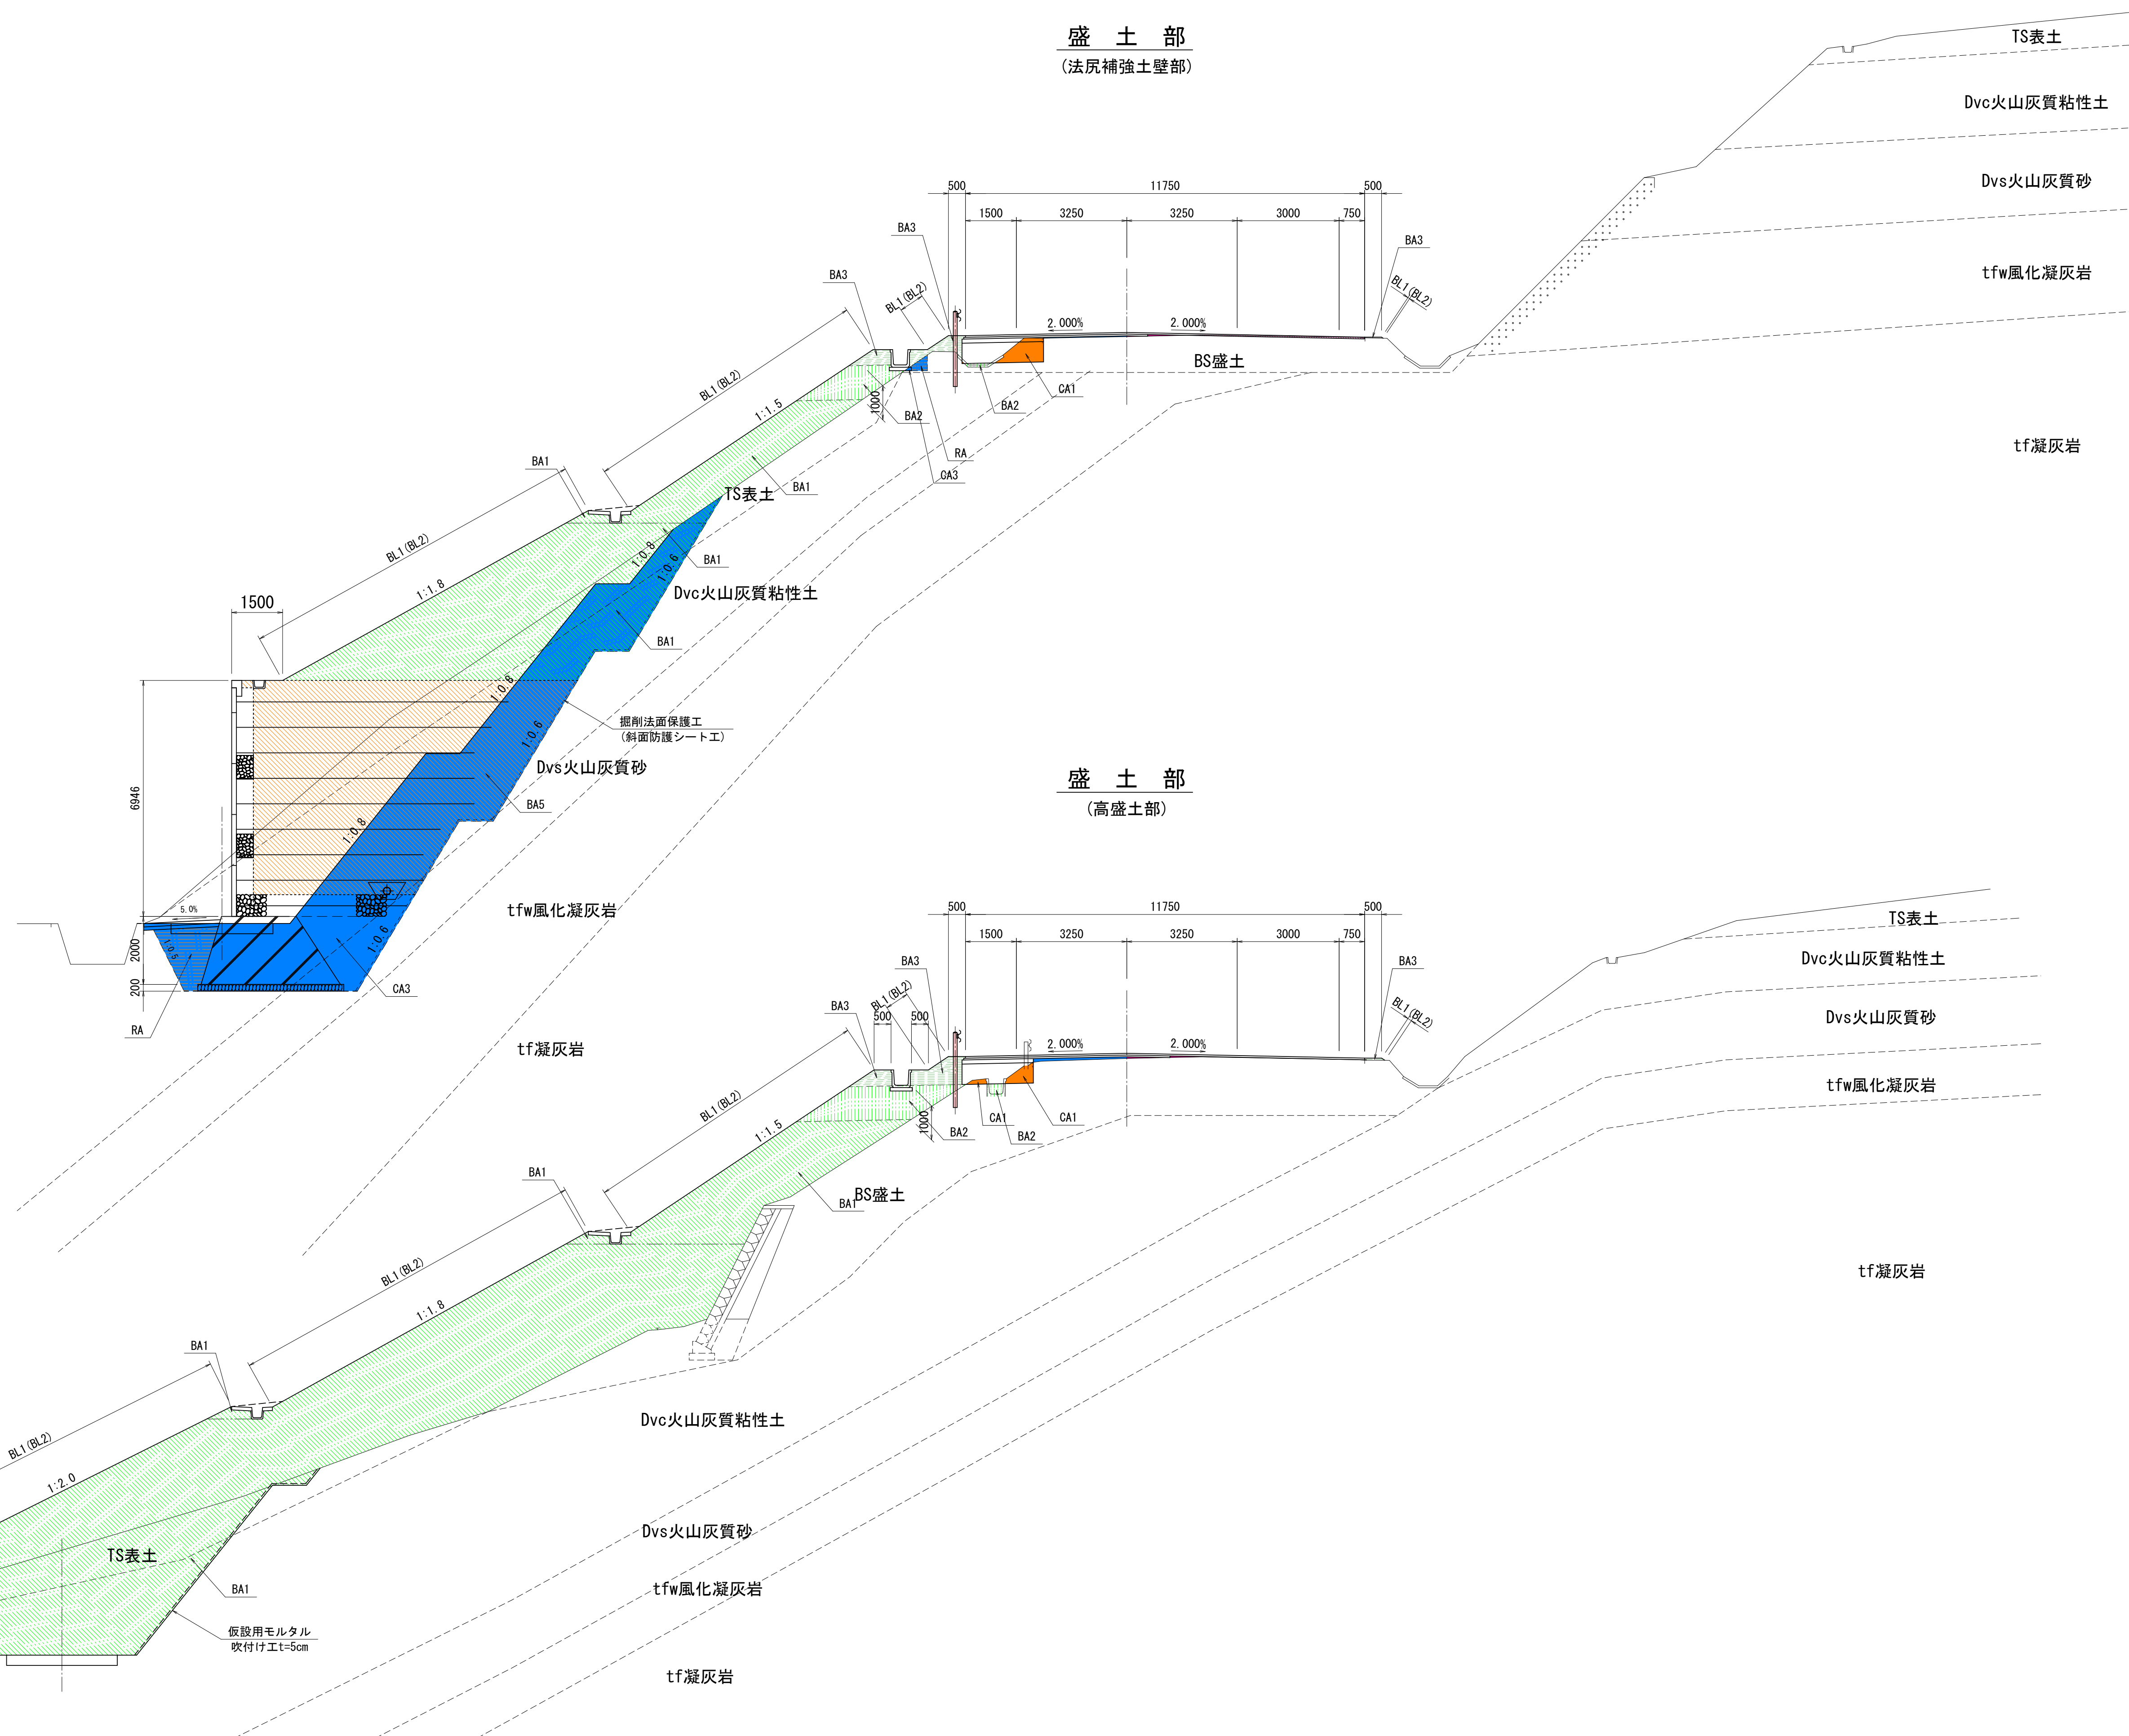 盛 土 部
(法尻補強土壁部)
TS表土
Dvc火山灰質粘性土
Dvs火山灰質砂
tfw風化凝灰岩
tf凝灰岩
500
11750
500
1500
3250
3250
3000
750
BA3
BA3
BA3
BL1(BL2)
BL1(BL2)
2.000%
2.000%
BS盛土
CA1
BA2
BA2
1000
RA
CA3
BL1(BL2)
1:1.5
BA1
BA1
TS表土
BL1(BL2)
1:1.8
1:0.8
1:0.6
BA1
Dvc火山灰質粘性土
BA1
1500
1:0.8
1:0.6
掘削法面保護工
(斜面防護シート工)
Dvs火山灰質砂
BA5
6946
1:0.8
tfw風化凝灰岩
5.0%
1:0.5
1:0.6
2000
200
CA3
RA
tf凝灰岩
盛 土 部
(高盛土部)
TS表土
Dvc火山灰質粘性土
Dvs火山灰質砂
tfw風化凝灰岩
tf凝灰岩
500
11750
500
1500
3250
3250
3000
750
BA3
BA3
BA3
BL1(BL2)
BL1(BL2)
500
500
2.000%
2.000%
CA1
CA1
BA2
BA2
1000
BL1(BL2)
1:1.5
BA1
BA1
BS盛土
BL1(BL2)
1:1.8
BA1
BL1(BL2)
1:2.0
Dvc火山灰質粘性土
TS表土
BA1
Dvs火山灰質砂
tfw風化凝灰岩
仮設用モルタル
吹付け工t=5cm
tf凝灰岩